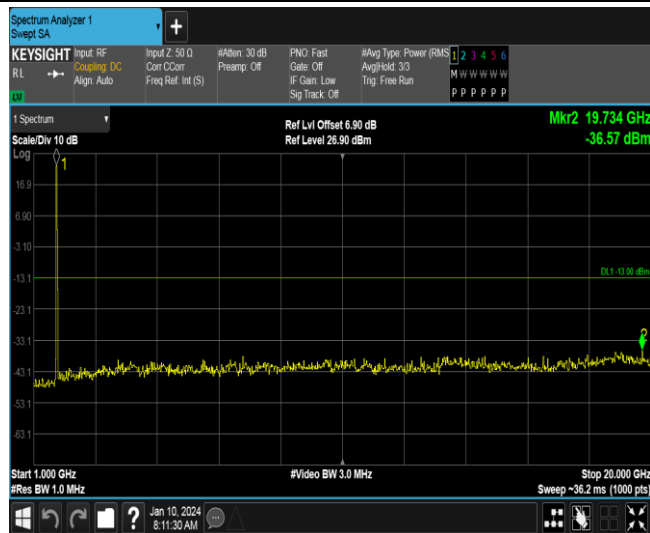 Spectrum Analyzer 1
Swept SA
+
KEYSIGHT
RL
Input: RF
Coupling: DC
Align: Auto
Input Z: 50 Ω
Corr CCorr
Freq Ref: Int (S)
#Atten: 30 dB
Preamp: Off
PNO: Fast
Gate: Off
IF Gain: Low
Sig Track: Off
#Avg Type: Power (RMS
Avg|Hold: 3/3
Trig: Free Run
1 2 3 4 5 6
M W W W W W
P P P P P P
1 Spectrum
Scale/Div 10 dB
Log
Ref Lvl Offset 6.90 dB
Ref Level 26.90 dBm
Mkr2 19.734 GHz
-36.57 dBm
1
16.9
6.90
-3.10
-13.1
DL1 -13.00 dBm
-23.1
-33.1
2
-43.1
-53.1
-63.1
Start 1.000 GHz
#Res BW 1.0 MHz
#Video BW 3.0 MHz
Stop 20.000 GHz
Sweep ~36.2 ms (1000 pts)
?
Jan 10, 2024
8:11:30 AM